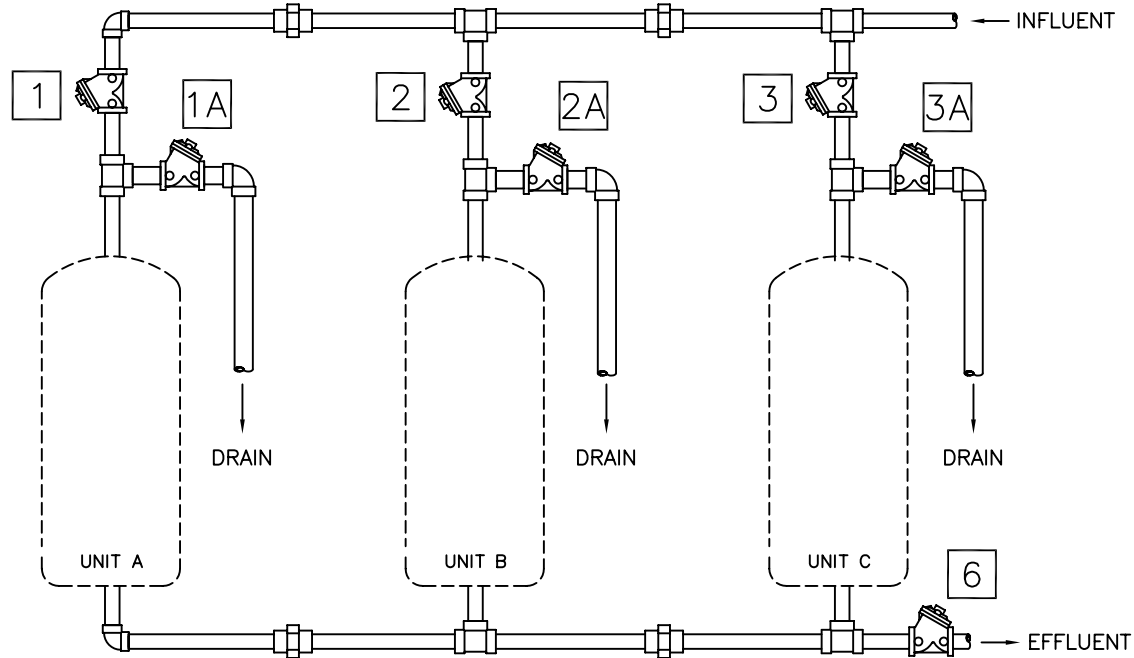 INFLUENT
1
1A
2
2A
3
3A
DRAIN
DRAIN
DRAIN
UNIT A
UNIT B
UNIT C
6
EFFLUENT